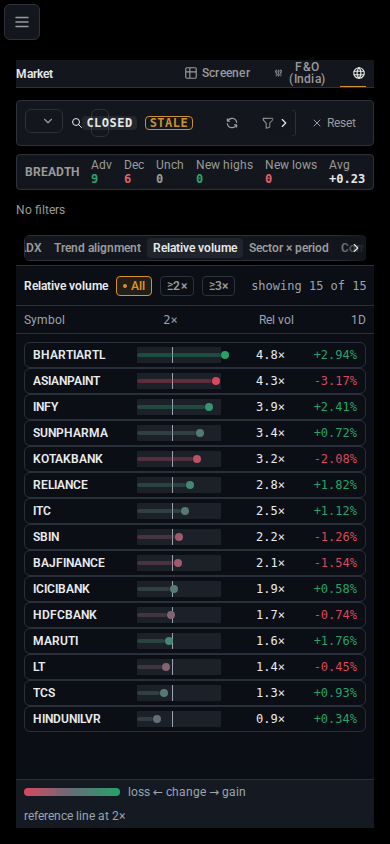 Market
Screener
F&O (India)
CLOSED STALE Reset
BREADTH Adv 9 Dec 6 Unch 0 New highs 0 New lows 0 Avg +0.23
No filters
DX Trend alignment Relative volume Sector × period
Relative volume • All ≥2× ≥3× showing 15 of 15
Symbol 2× Rel vol 1D
BHARTIARTL 4.8× +2.94%
ASIANPAINT 4.3× -3.17%
INFY 3.9× +2.41%
SUNPHARMA 3.4× +0.72%
KOTAKBANK 3.2× -2.08%
RELIANCE 2.8× +1.82%
ITC 2.5× +1.12%
SBIN 2.2× -1.26%
BAJFINANCE 2.1× -1.54%
ICICIBANK 1.9× +0.58%
HDFCBANK 1.7× -0.74%
MARUTI 1.6× +1.76%
LT 1.4× -0.45%
TCS 1.3× +0.93%
HINDUNILVR 0.9× +0.34%
loss ← change → gain
reference line at 2×